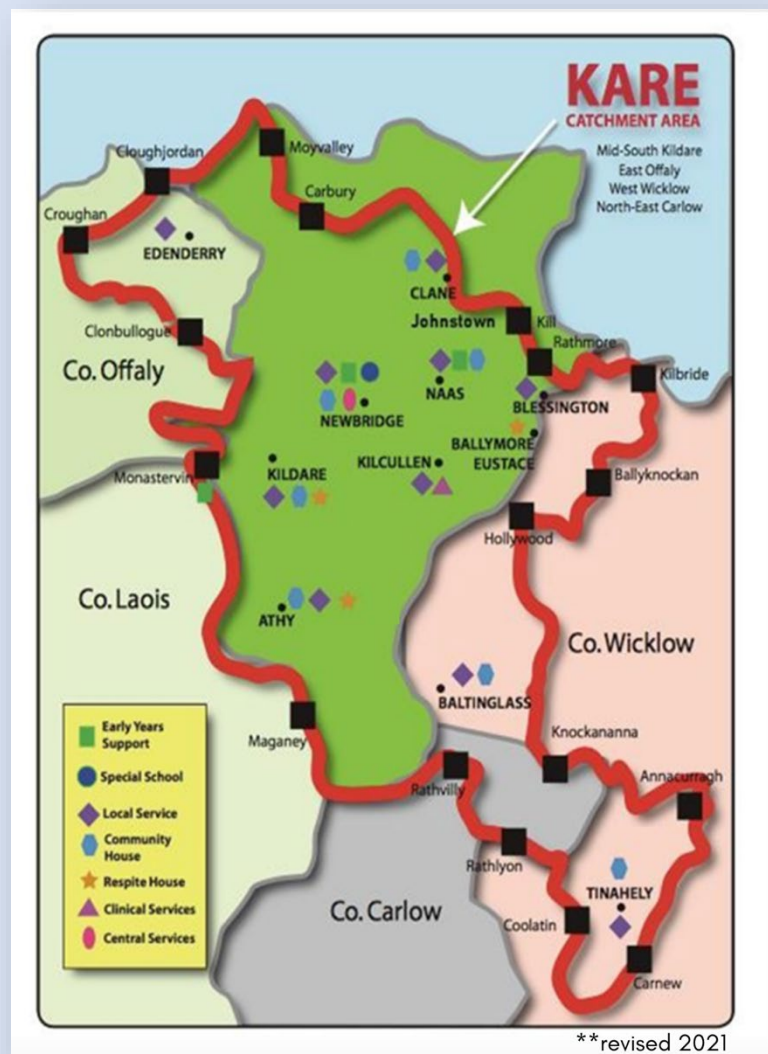 KARE
CATCHMENT AREA
Mid-South Kildare
East Offaly
West Wicklow
North-East Carlow
Cloughjordan
Moyvalley
Carbury
Croughan
EDENDERRY
CLANE
Clonbullogue
Johnstown
Kill
Rathmore
Co. Offaly
Kilbride
NAAS
BLESSINGTON
NEWBRIDGE
BALLYMORE
EUSTACE
KILCULLEN
KILDARE
Monastervin
Ballyknockan
Hollywood
Co. Laois
ATHY
Co. Wicklow
BALTINGLASS
Maganey
Knockananna
Annacurragh
Rathvilly
Rathlyon
TINAHELY
Co. Carlow
Coolatin
Carnew
Early Years
Support
Special School
Local Service
Community
House
Respite House
Clinical Services
Central Services
**revised 2021